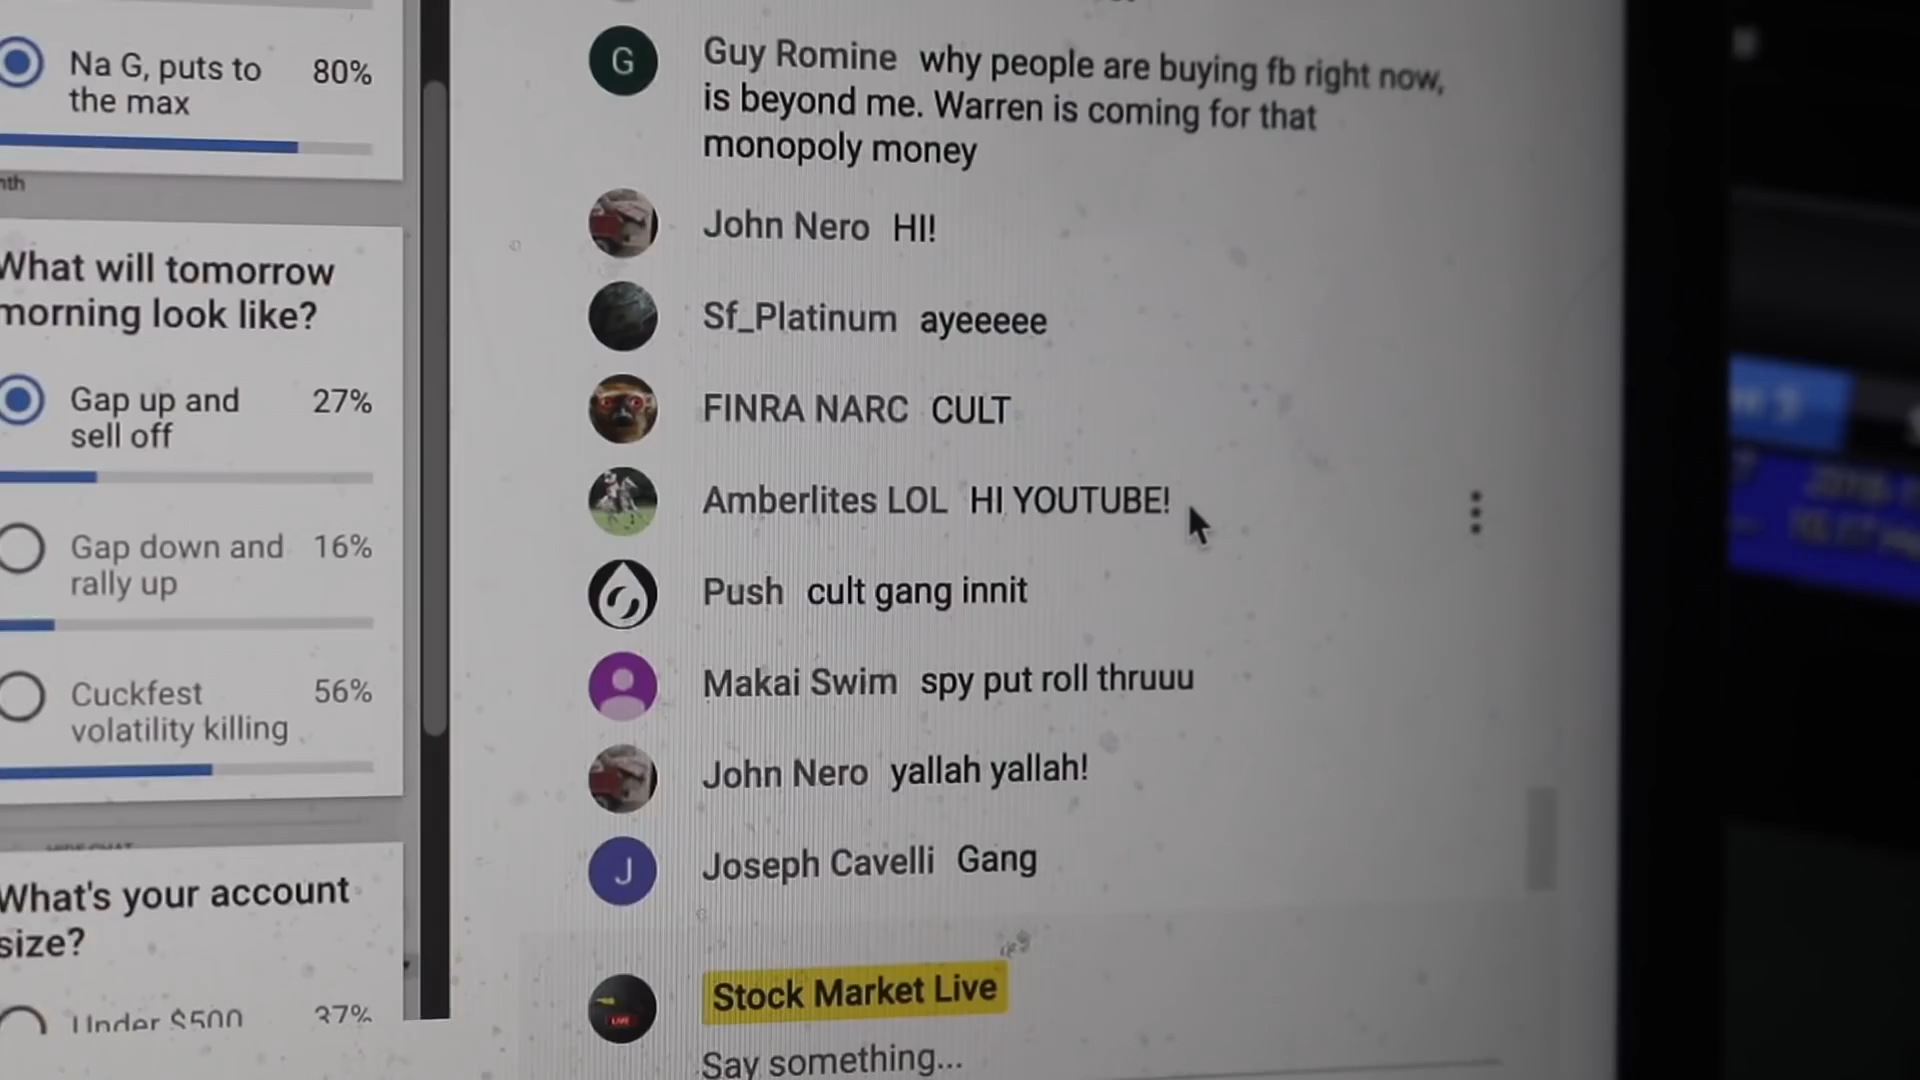 Na G, puts to 80%
the max
What will tomorrow
morning look like?
Gap up and 27%
sell off
Gap down and 16%
rally up
Cuckfest 56%
volatility killing
What's your account
size?
Under $500 37%
Guy Romine why people are buying fb right now,
is beyond me. Warren is coming for that
monopoly money
John Nero HI!
Sf_Platinum ayeeeee
FINRA NARC CULT
Amberlites LOL HI YOUTUBE!
Push cult gang innit
Makai Swim spy put roll thruuu
John Nero yallah yallah!
J Joseph Cavelli Gang
Stock Market Live
LIVE
Say something...